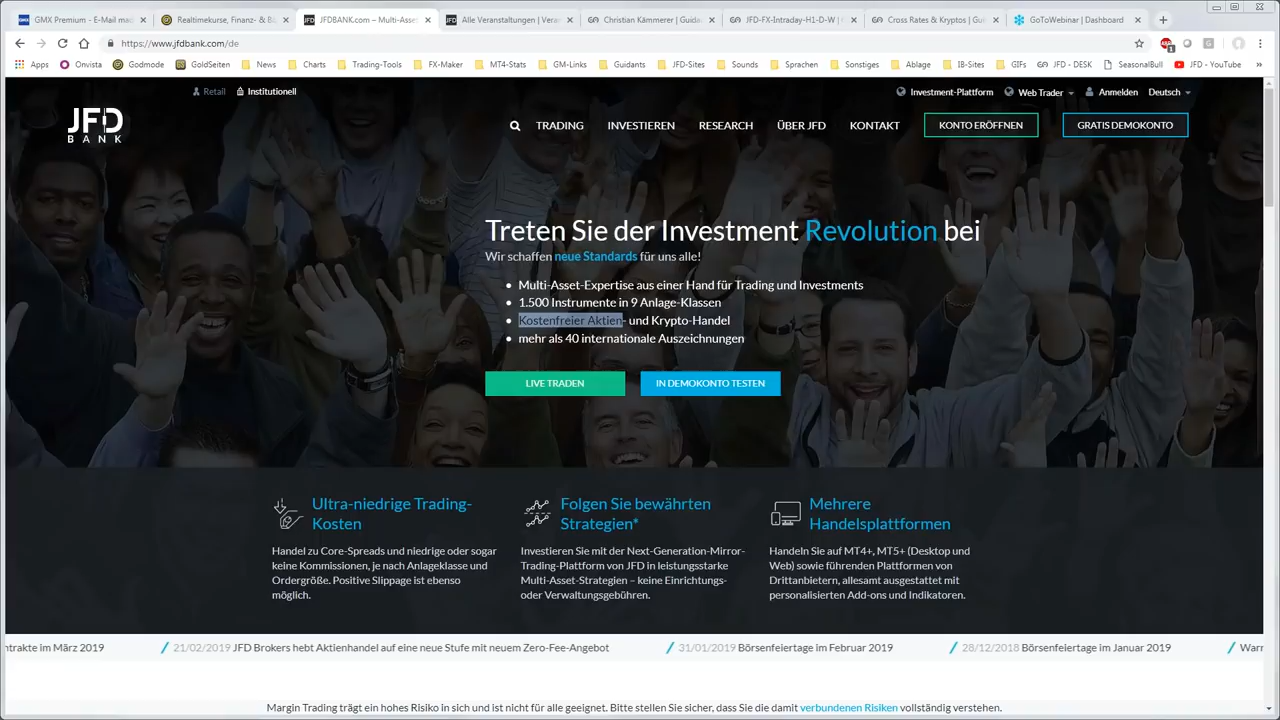 GMX Premium - E-Mail mac
Realtimekurse, Finanz- & Bö
JFDBANK.com – Multi-Asse
Alle Veranstaltungen | Veran
Christian Kämmerer | Guidan
JFD-FX-Intraday-H1-D-W | G
Cross Rates & Kryptos | Gui
GoToWebinar | Dashboard
https://www.jfdbank.com/de
Apps Onvista Godmode GoldSeiten News Charts Trading-Tools FX-Maker MT4-Stats GM-Links Guidants JFD-Sites Sounds Sprachen Sonstiges Ablage IB-Sites GIFs JFD - DESK SeasonalBull JFD - YouTube »
Retail Institutionell Investment-Plattform Web Trader Anmelden Deutsch
JFD BANK
TRADING INVESTIEREN RESEARCH ÜBER JFD KONTAKT KONTO ERÖFFNEN GRATIS DEMOKONTO
Treten Sie der Investment Revolution bei
Wir schaffen neue Standards für uns alle!
• Multi-Asset-Expertise aus einer Hand für Trading und Investments
• 1.500 Instrumente in 9 Anlage-Klassen
• Kostenfreier Aktien- und Krypto-Handel
• mehr als 40 internationale Auszeichnungen
LIVE TRADEN IN DEMOKONTO TESTEN
Ultra-niedrige Trading-
Kosten
Handel zu Core-Spreads und niedrige oder sogar
keine Kommissionen, je nach Anlageklasse und
Ordergröße. Positive Slippage ist ebenso
möglich.
Folgen Sie bewährten
Strategien*
Investieren Sie mit der Next-Generation-Mirror-
Trading-Plattform von JFD in leistungsstarke
Multi-Asset-Strategien – keine Einrichtungs-
oder Verwaltungsgebühren.
Mehrere
Handelsplattformen
Handeln Sie auf MT4+, MT5+ (Desktop und
Web) sowie führenden Plattformen von
Drittanbietern, allesamt ausgestattet mit
personalisierten Add-ons und Indikatoren.
ntrakte im März 2019 21/02/2019 JFD Brokers hebt Aktienhandel auf eine neue Stufe mit neuem Zero-Fee-Angebot 31/01/2019 Börsenfeiertage im Februar 2019 28/12/2018 Börsenfeiertage im Januar 2019 Warn
Margin Trading trägt ein hohes Risiko in sich und ist nicht für alle geeignet. Bitte stellen Sie sicher, dass Sie die damit verbundenen Risiken vollständig verstehen.